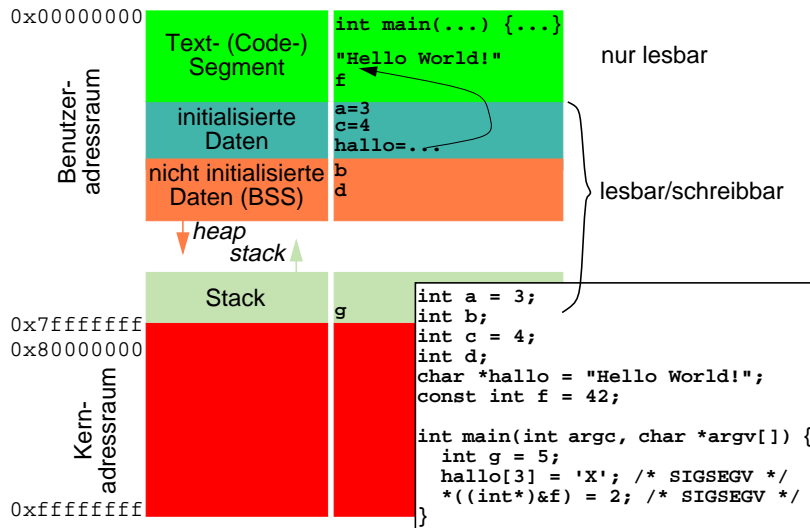 0x00000000
Benutzer-
adressraum
Text- (Code-)
Segment
int main(...) {...}
"Hello World!"
f
nur lesbar
initialisierte
Daten
a=3
c=4
hallo=...
nicht initialisierte
Daten (BSS)
b
d
lesbar/schreibbar
heap
stack
Stack
g
0x7fffffff
0x80000000
Kern-
adressraum
0xffffffff
int a = 3;
int b;
int c = 4;
int d;
char *hallo = "Hello World!";
const int f = 42;
int main(int argc, char *argv[]) {
int g = 5;
hallo[3] = 'X'; /* SIGSEGV */
*((int*)&f) = 2; /* SIGSEGV */
}